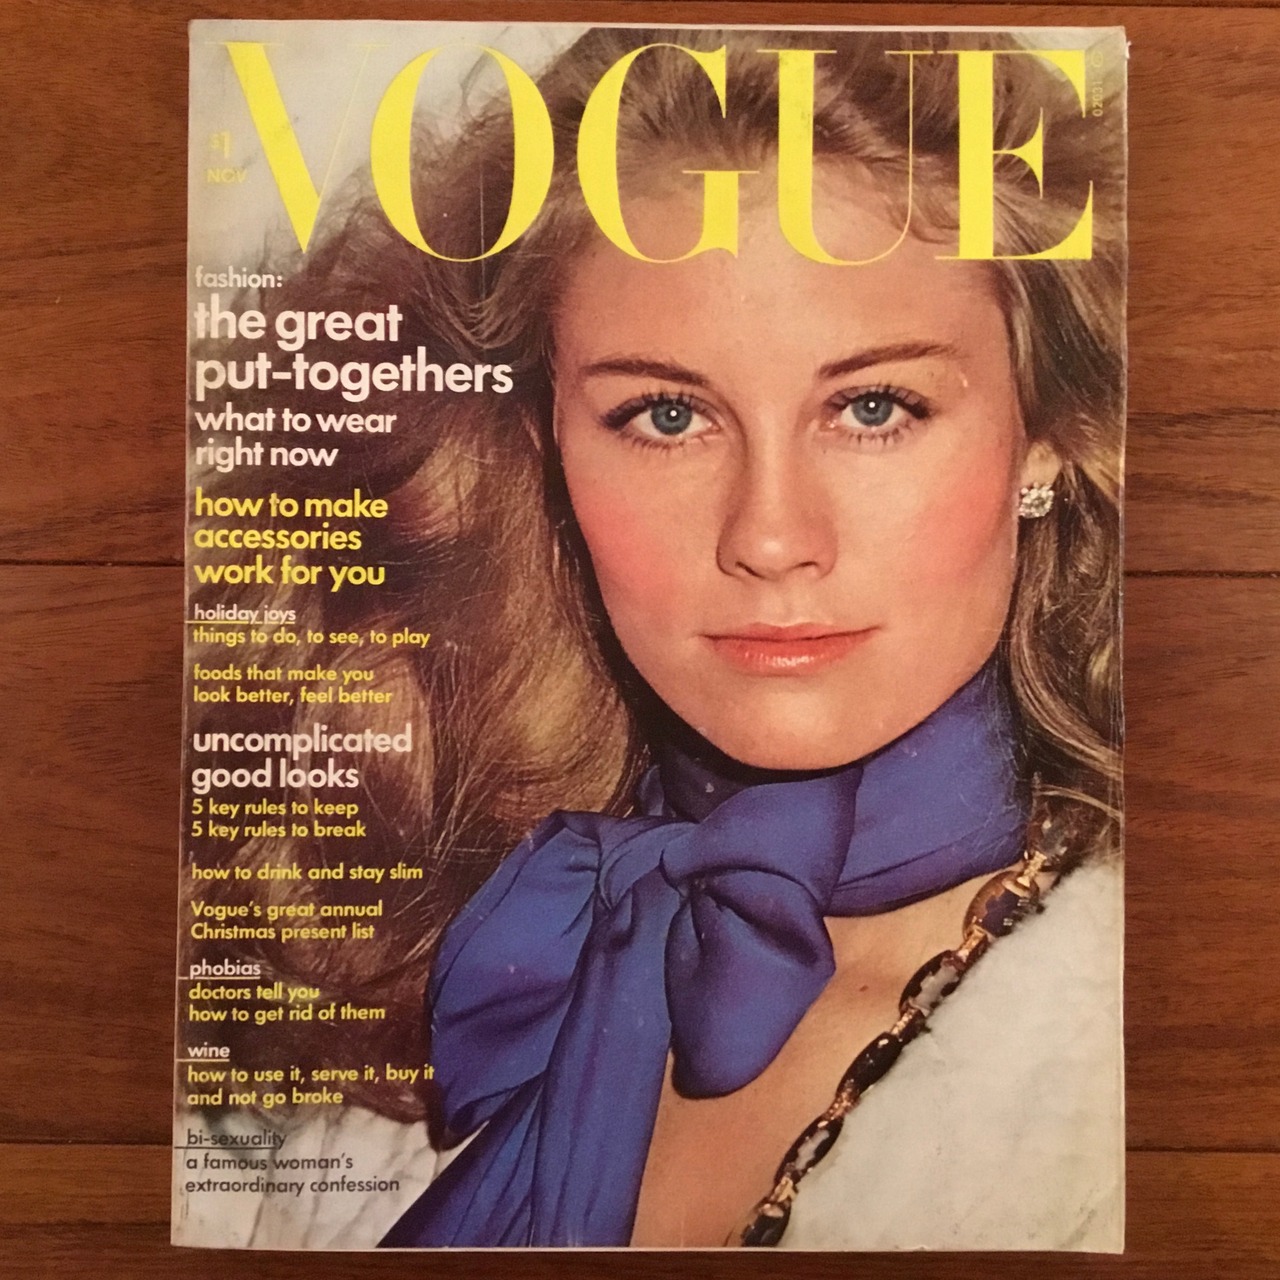 VOGUE
$1
NOV
02031
fashion:
the great
put-togethers
what to wear
right now
how to make
accessories
work for you
holiday joys
things to do, to see, to play
foods that make you
look better, feel better
uncomplicated
good looks
5 key rules to keep
5 key rules to break
how to drink and stay slim
Vogue's great annual
Christmas present list
phobias
doctors tell you
how to get rid of them
wine
how to use it, serve it, buy it
and not go broke
bi-sexuality
a famous woman's
extraordinary confession